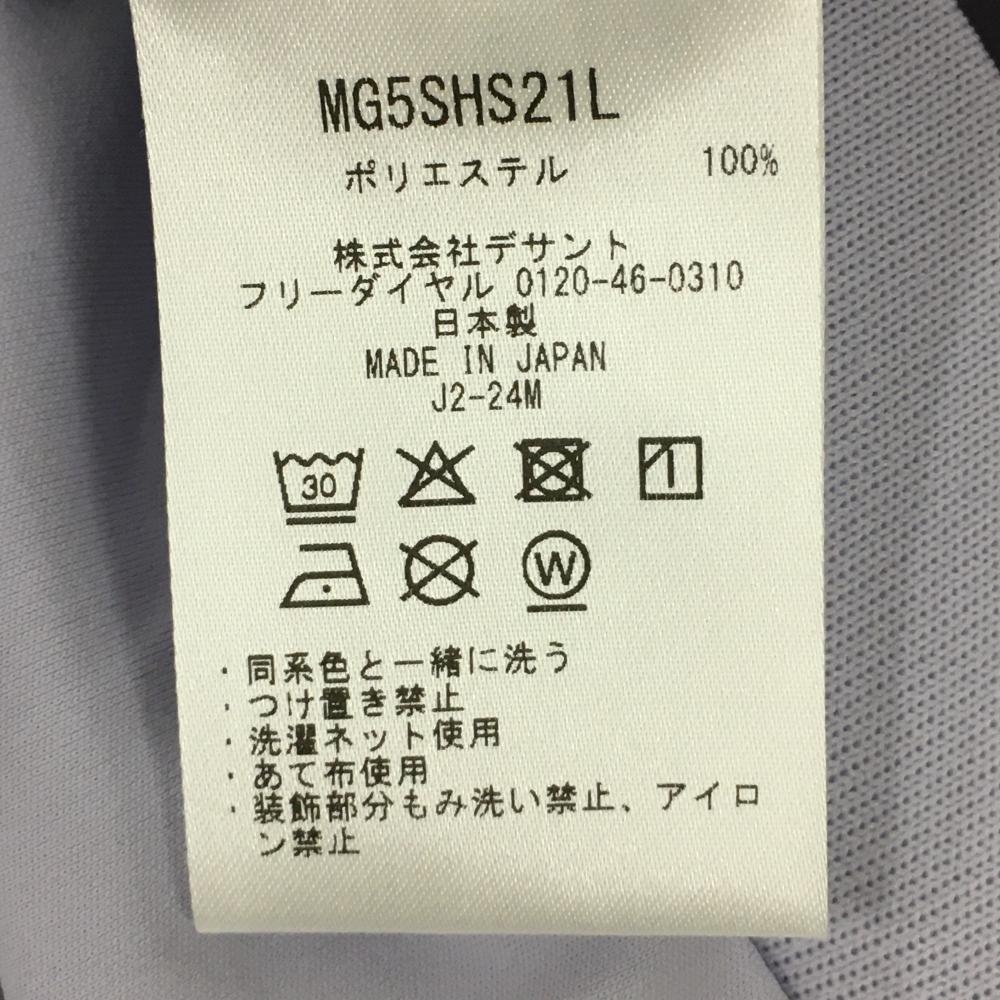 MG5SHS21L
ポリエステル 100%
株式会社デサント
フリーダイヤル 0120-46-0310
日本製
MADE IN JAPAN
J2-24M
30
W
・同系色と一緒に洗う
・つけ置き禁止
・洗濯ネット使用
・あて布使用
・装飾部分もみ洗い禁止、アイロ
ン禁止